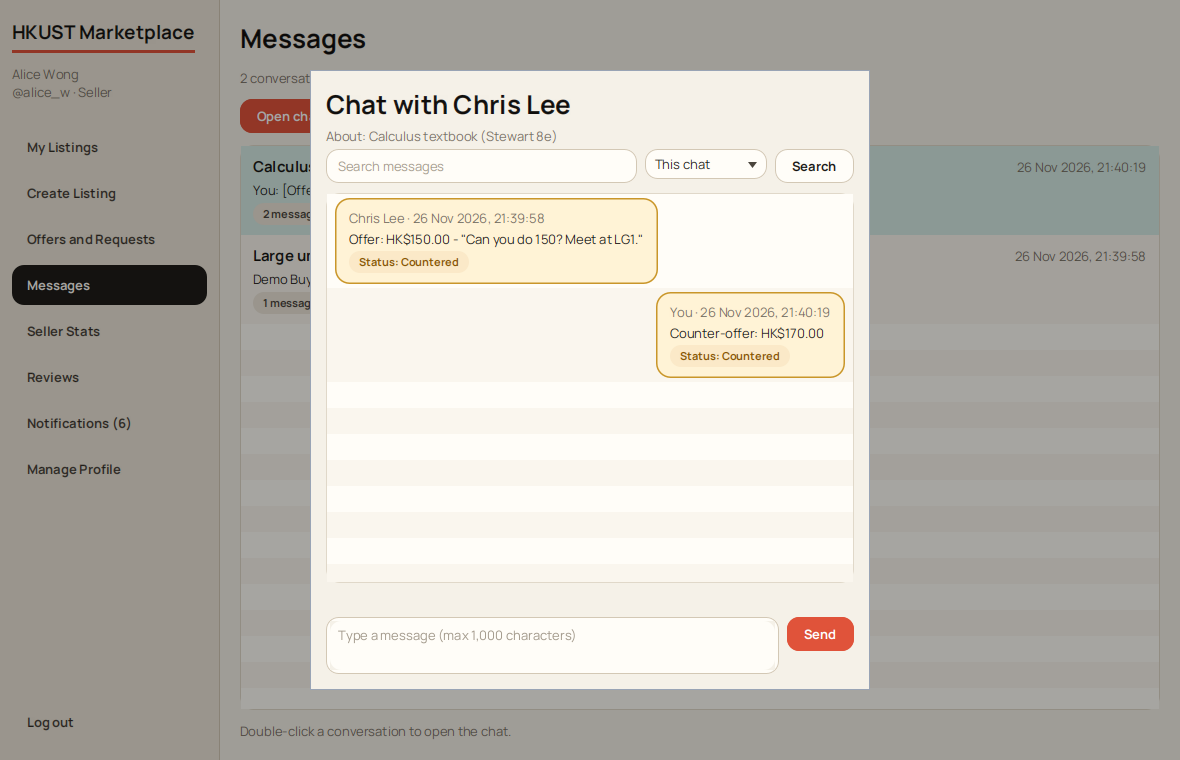 HKUST Marketplace
Alice Wong
@alice_w · Seller
My Listings
Create Listing
Offers and Requests
Messages
Seller Stats
Reviews
Notifications (6)
Manage Profile
Log out
Messages
2 conversat
Open ch
Calculu
26 Nov 2026, 21:40:19
You: [Offe
2 messag
Large u
26 Nov 2026, 21:39:58
Demo Buy
1 messag
Double-click a conversation to open the chat.
Chat with Chris Lee
About: Calculus textbook (Stewart 8e)
Search messages
This chat
Search
Chris Lee · 26 Nov 2026, 21:39:58
Offer: HK$150.00 - "Can you do 150? Meet at LG1."
Status: Countered
You · 26 Nov 2026, 21:40:19
Counter-offer: HK$170.00
Status: Countered
Type a message (max 1,000 characters)
Send